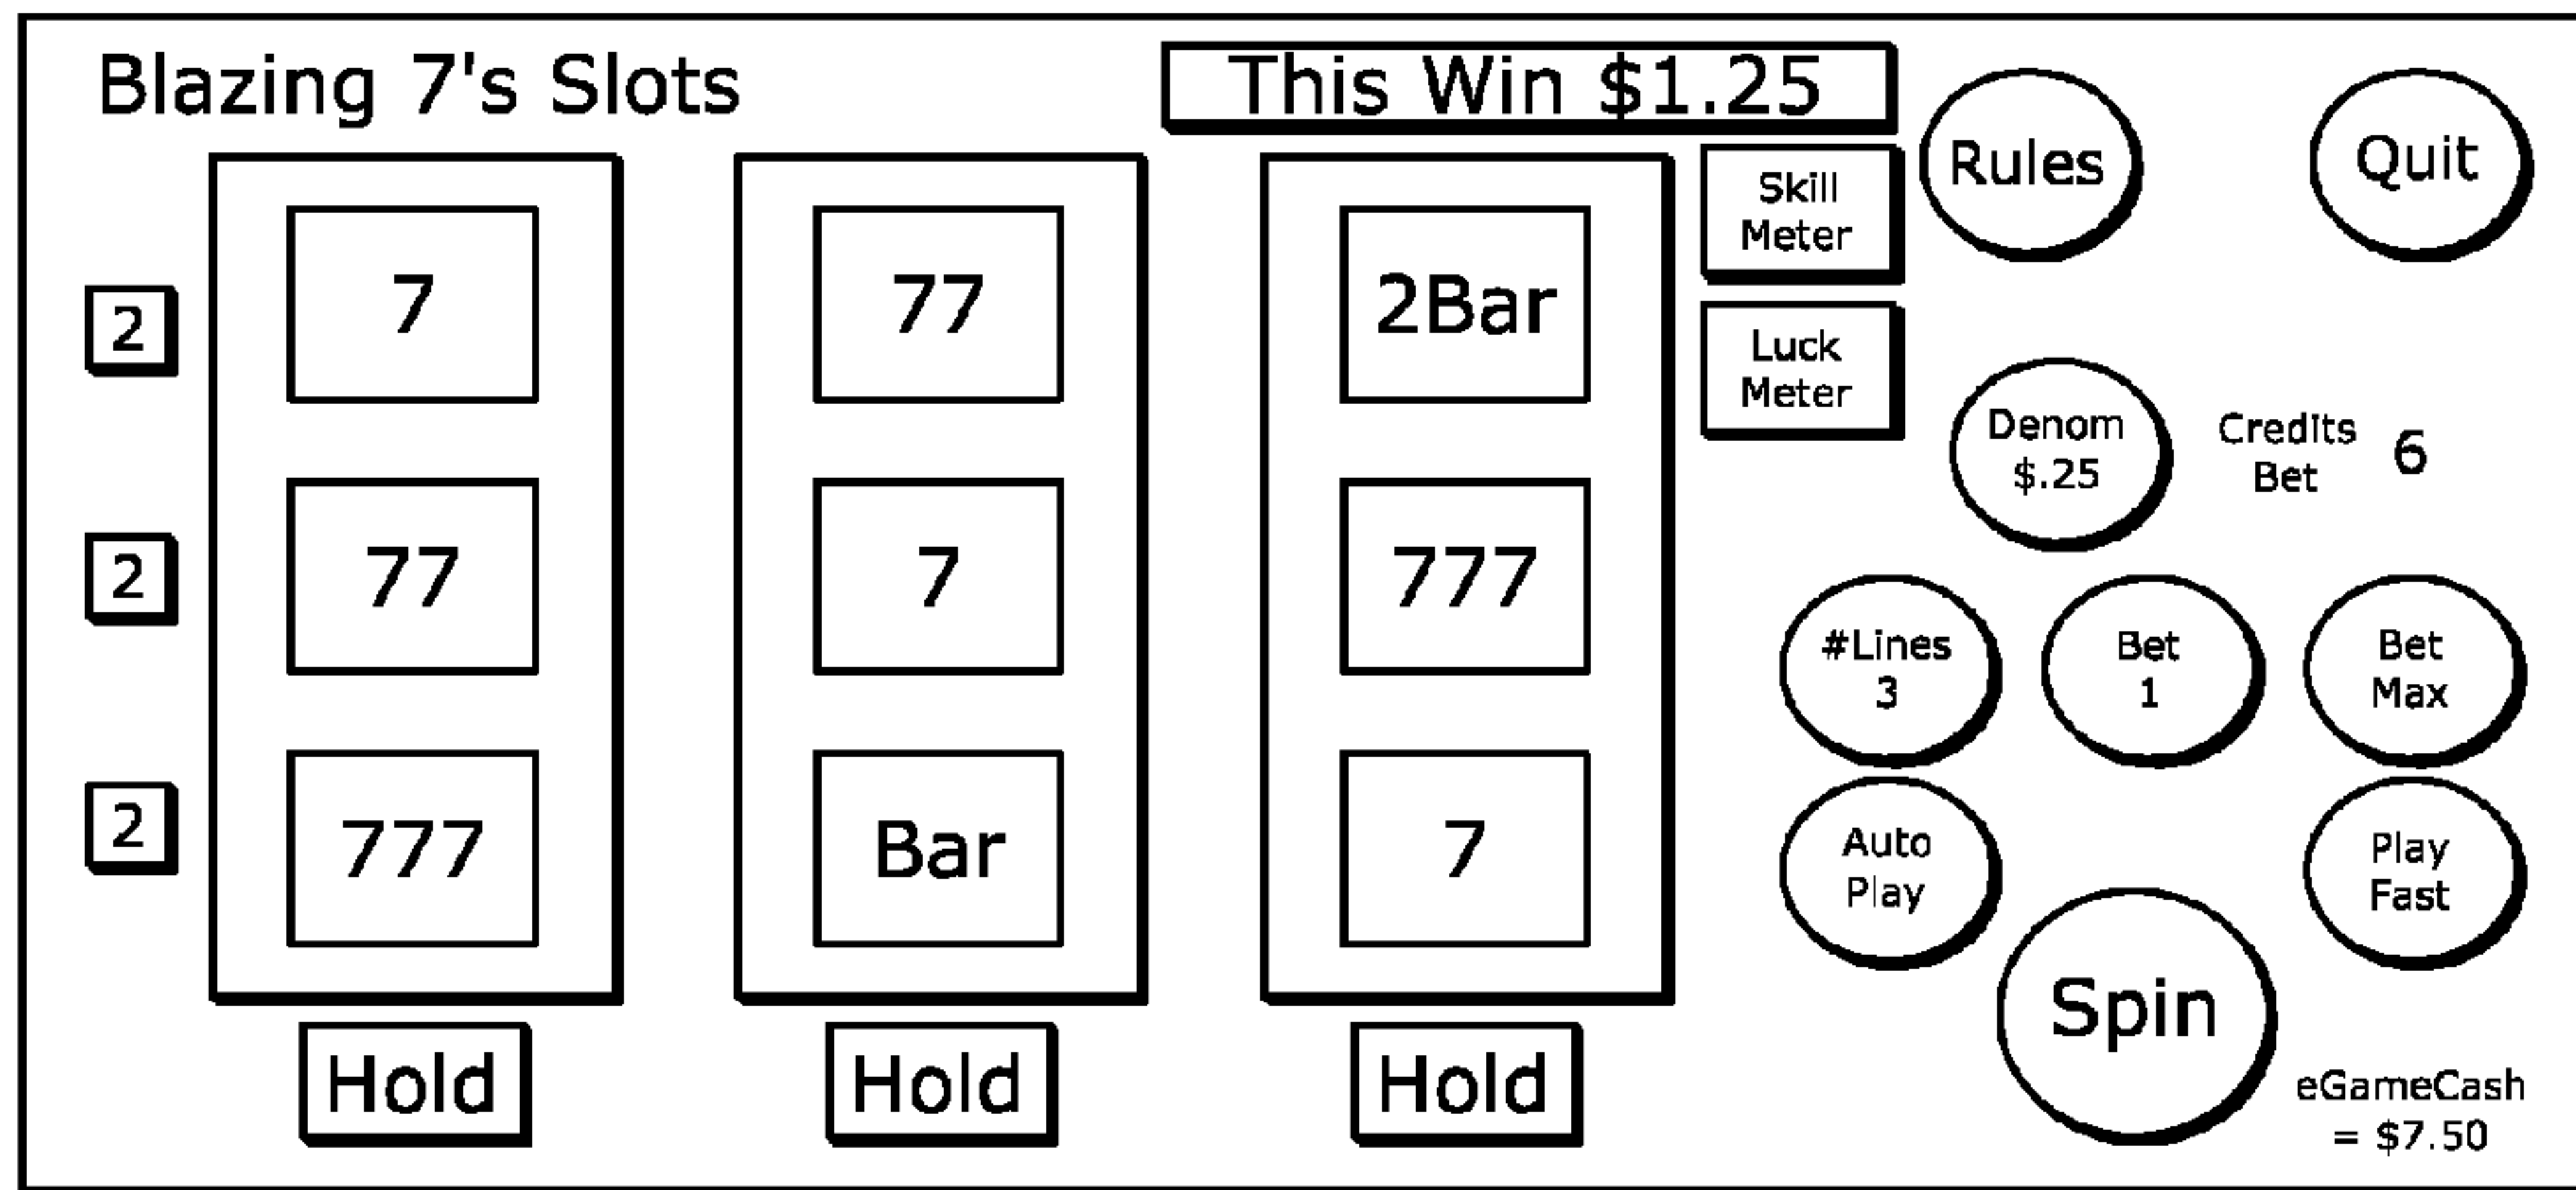 Blazing 7's Slots
This Win $1.25
Rules
Quit
Skill
Meter
Luck
Meter
2
7
77
2Bar
Denom
$.25
Credits
Bet
6
2
77
7
777
#Lines
3
Bet
1
Bet
Max
2
777
Bar
7
Auto
Play
Play
Fast
Spin
Hold
Hold
Hold
eGameCash
= $7.50